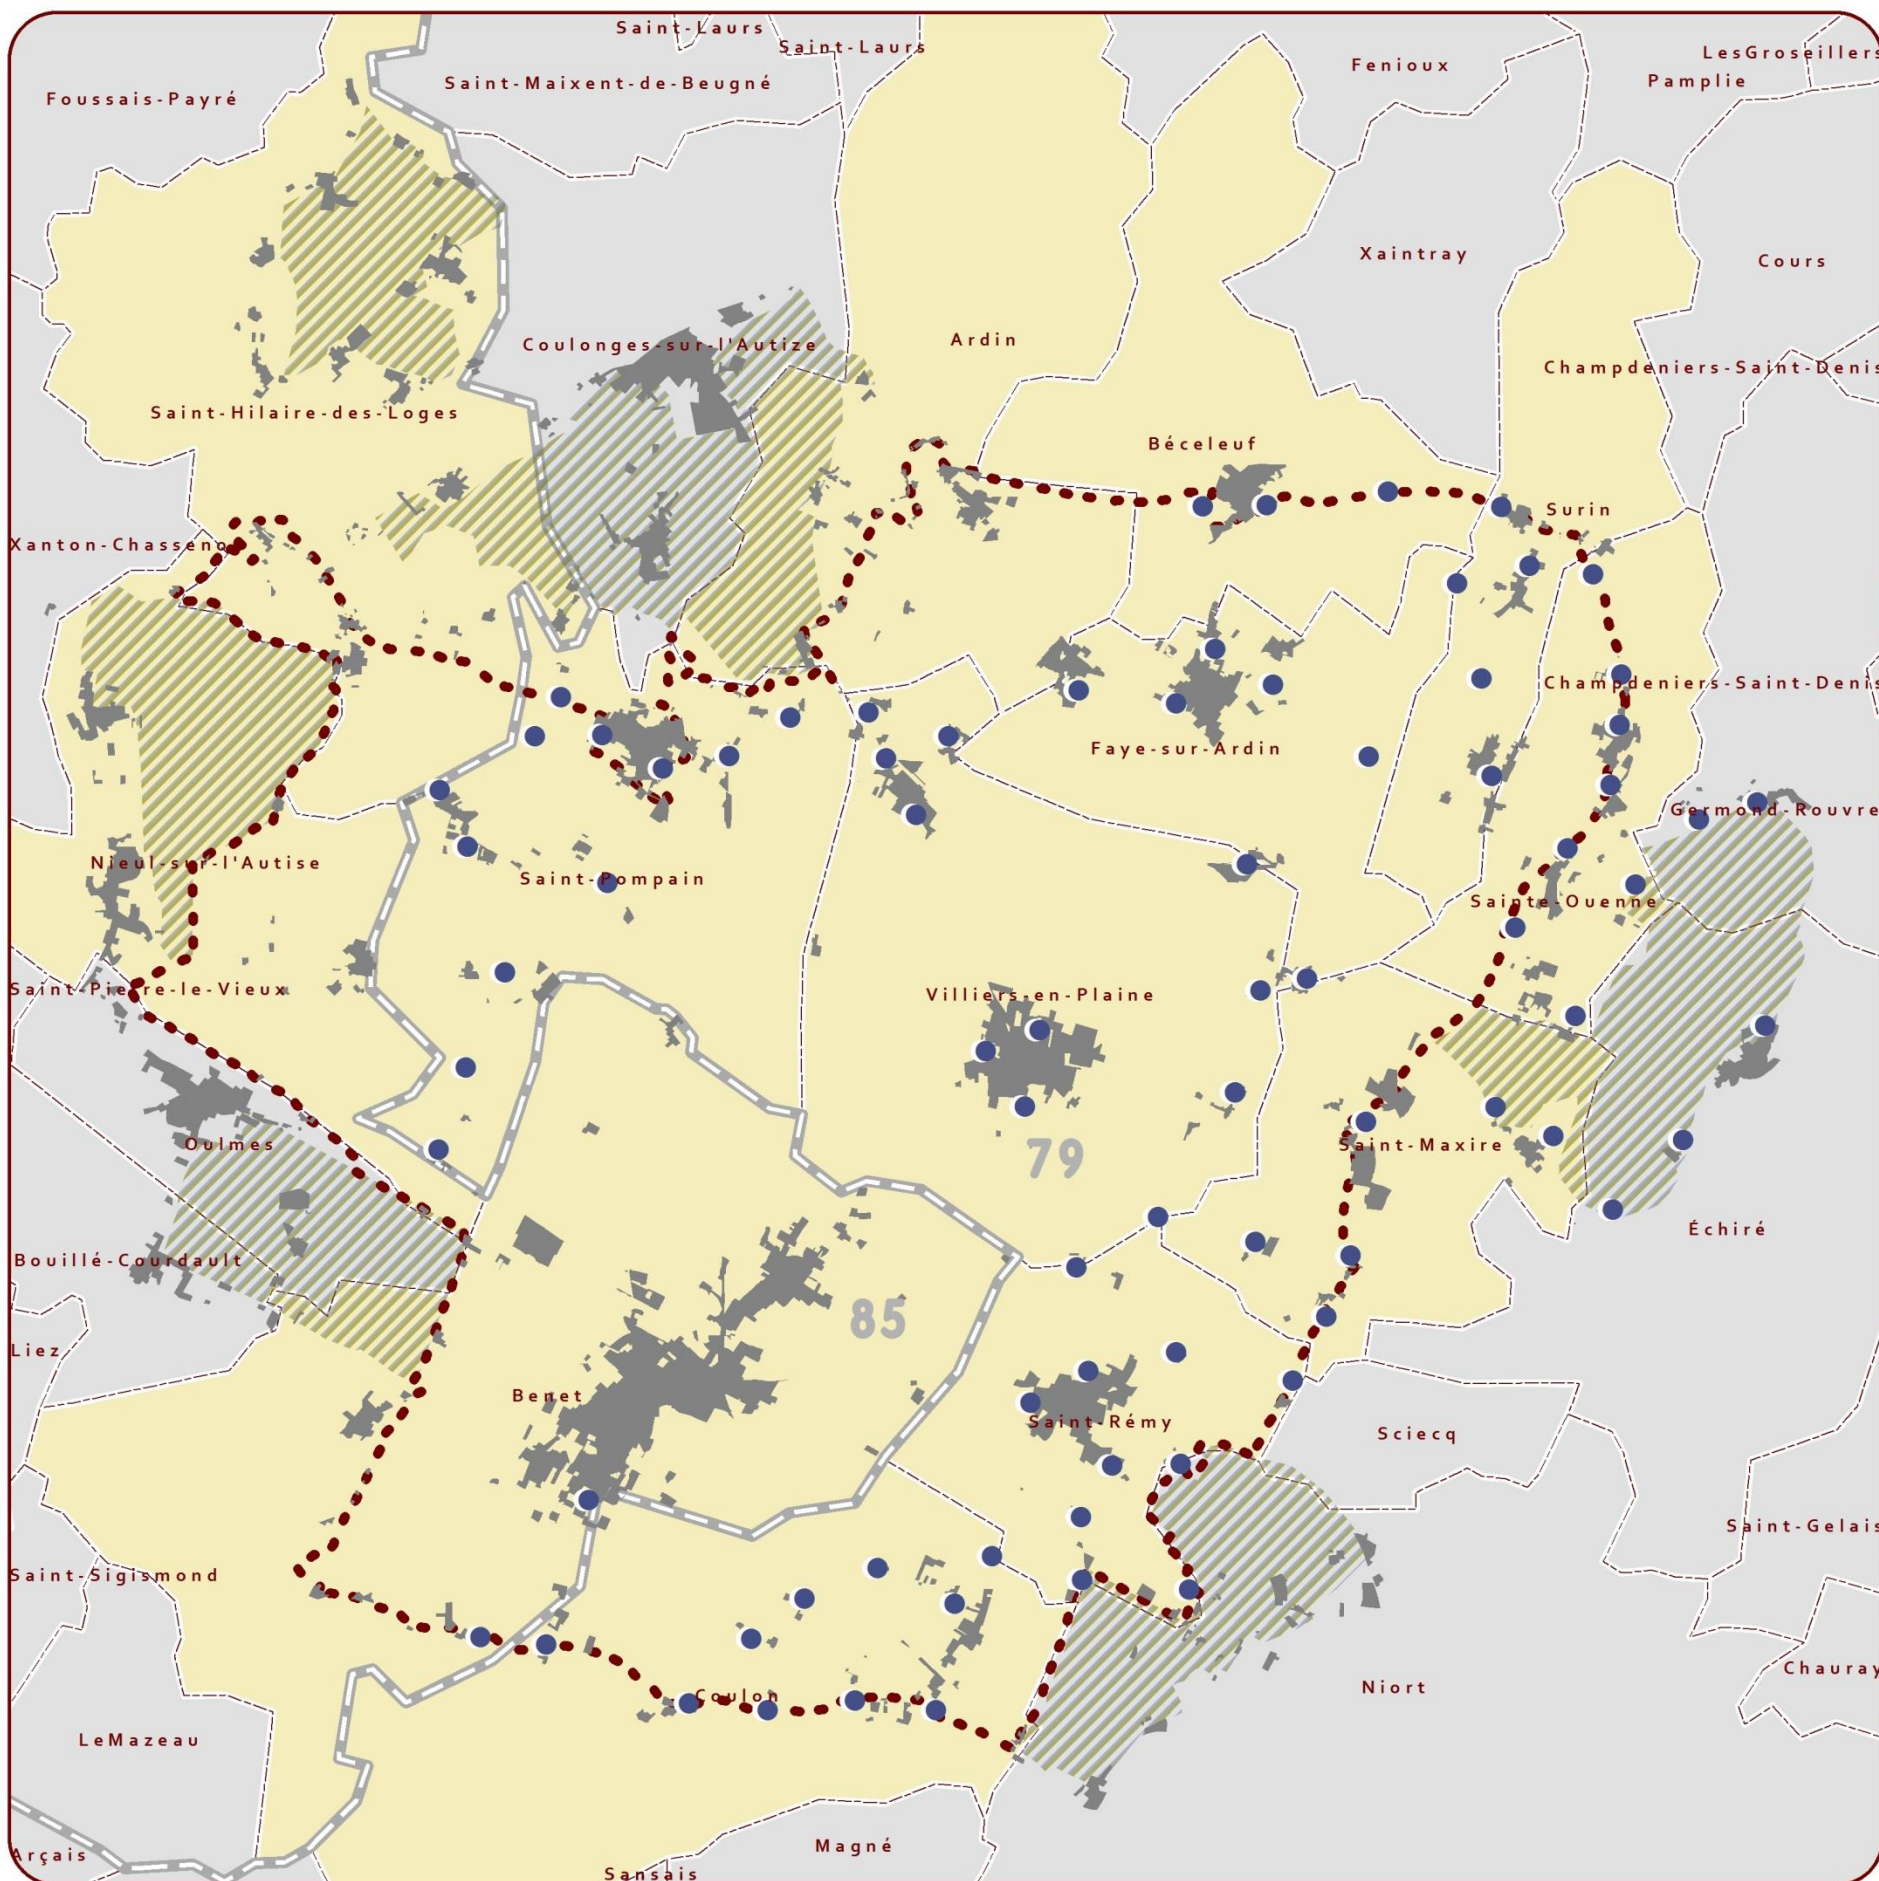 Saint-Laurs
Saint-Laurs
LesGroseillers
Fenioux
Pamplie
Saint-Maixent-de-Beugné
Foussais-Payré
Xaintray
Cours
Ardin
Coulonges-sur-l'Autize
Champdeniers-Saint-Denis
Saint-Hilaire-des-Loges
Béceleuf
Surin
Xanton-Chasseno
Champdeniers-Saint-Denis
Faye-sur-Ardin
Germond-Rouvre
Nieul-sur-l'Autise
Saint-Pompain
Sainte-Ouenne
Saint-Pierre-le-Vieux
Villiers-en-Plaine
Oulmes
79
Saint-Maxire
Échiré
Bouillé-Courdault
85
Liez
Benet
Saint-Rémy
Sciecq
Saint-Gelais
Saint-Sigismond
Chauray
Niort
Coulon
LeMazeau
Magné
Arçais
Sansais